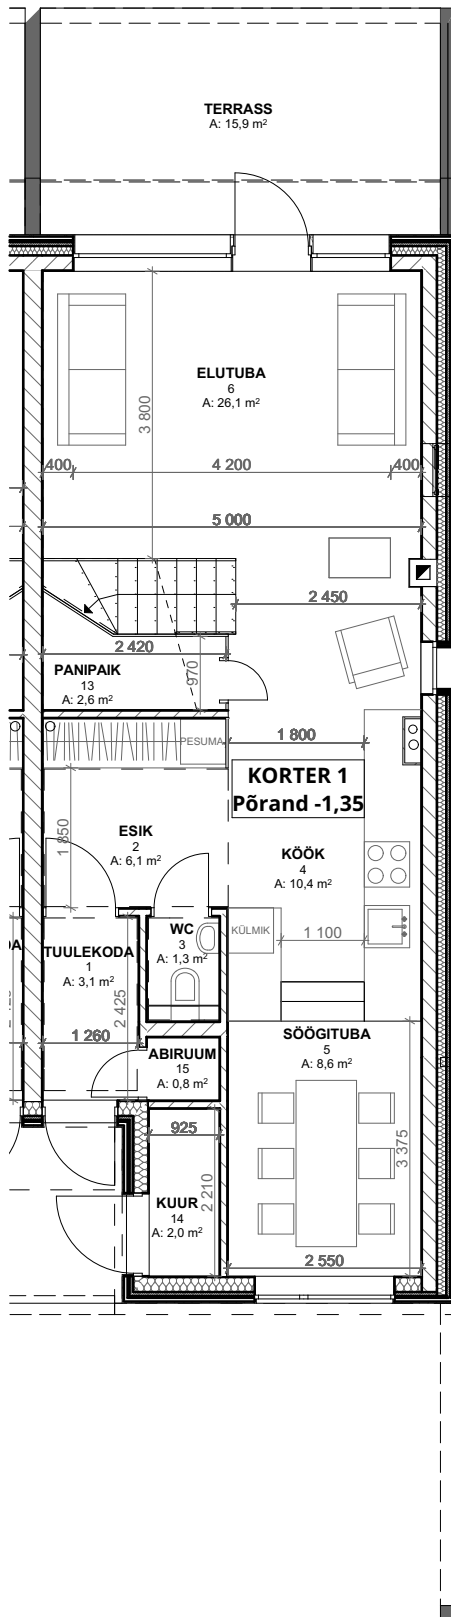 TERRASS
A: 15,9 m²
ELUTUBA
6
A: 26,1 m²
3 800
400
4 200
400
5 000
2 450
2 420
970
PANIPAIK
13
A: 2,6 m²
PESUMA
1 800
KORTER 1
Põrand -1,35
1 850
ESIK
2
A: 6,1 m²
KÖÖK
4
A: 10,4 m²
WC
3
A: 1,3 m²
KÜLMIK
1 100
TUULEKODA
1
A: 3,1 m²
2 425
1 260
SÖÖGITUBA
5
A: 8,6 m²
ABIRUUM
15
A: 0,8 m²
925
3 375
2 210
KUUR
14
A: 2,0 m²
2 550